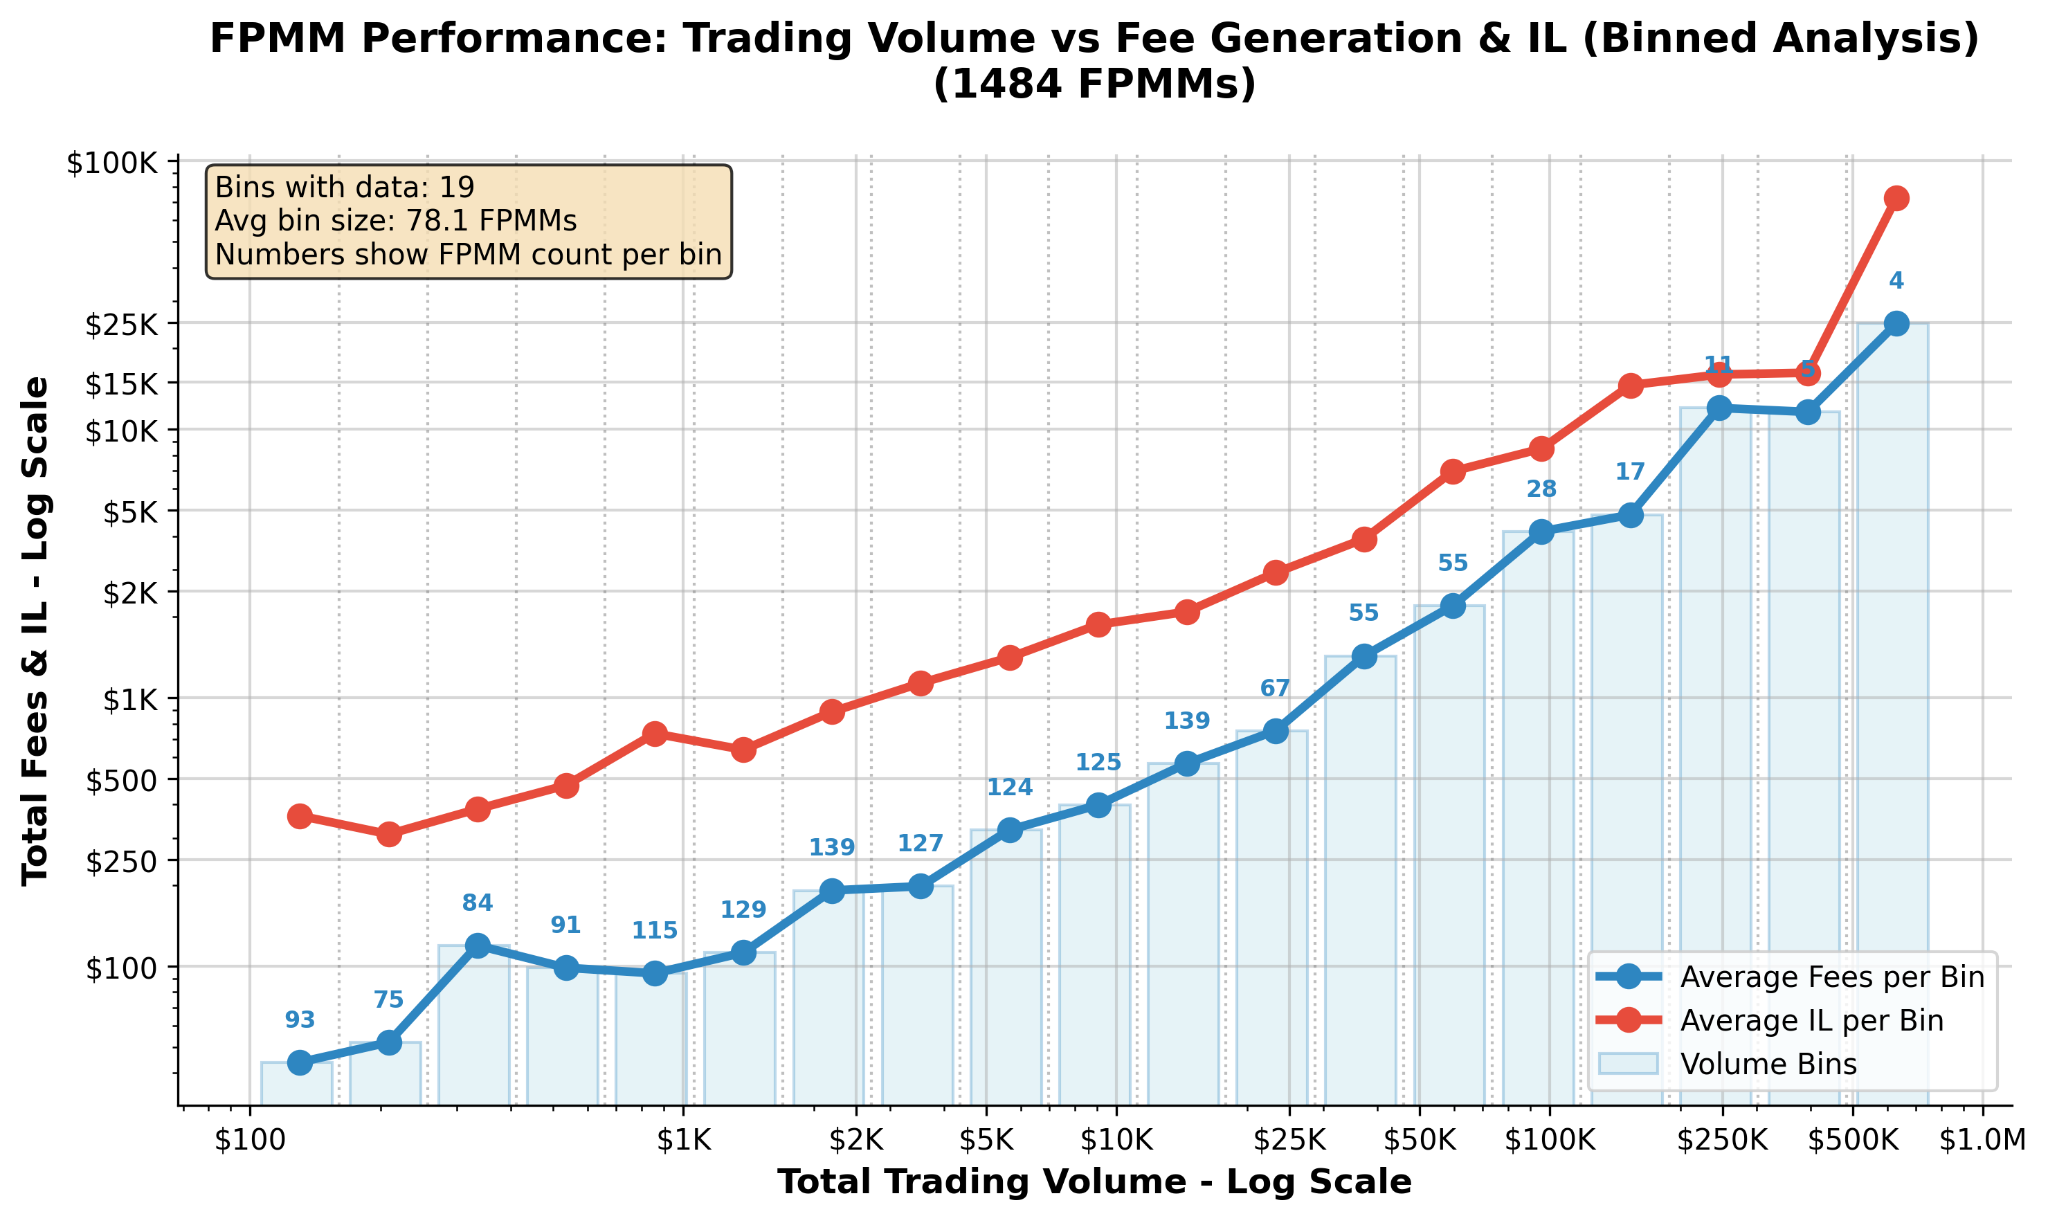 FPMM Performance: Trading Volume vs Fee Generation & IL (Binned Analysis)
(1484 FPMMs)
Bins with data: 19
Avg bin size: 78.1 FPMMs
Numbers show FPMM count per bin
Total Fees & IL - Log Scale
$100K
$25K
$15K
$10K
$5K
$2K
$1K
$500
$250
$100
93
75
84
91
115
129
139
127
124
125
139
67
55
55
28
17
11
5
4
Average Fees per Bin
Average IL per Bin
Volume Bins
$100
$1K
$2K
$5K
$10K
$25K
$50K
$100K
$250K
$500K
$1.0M
Total Trading Volume - Log Scale